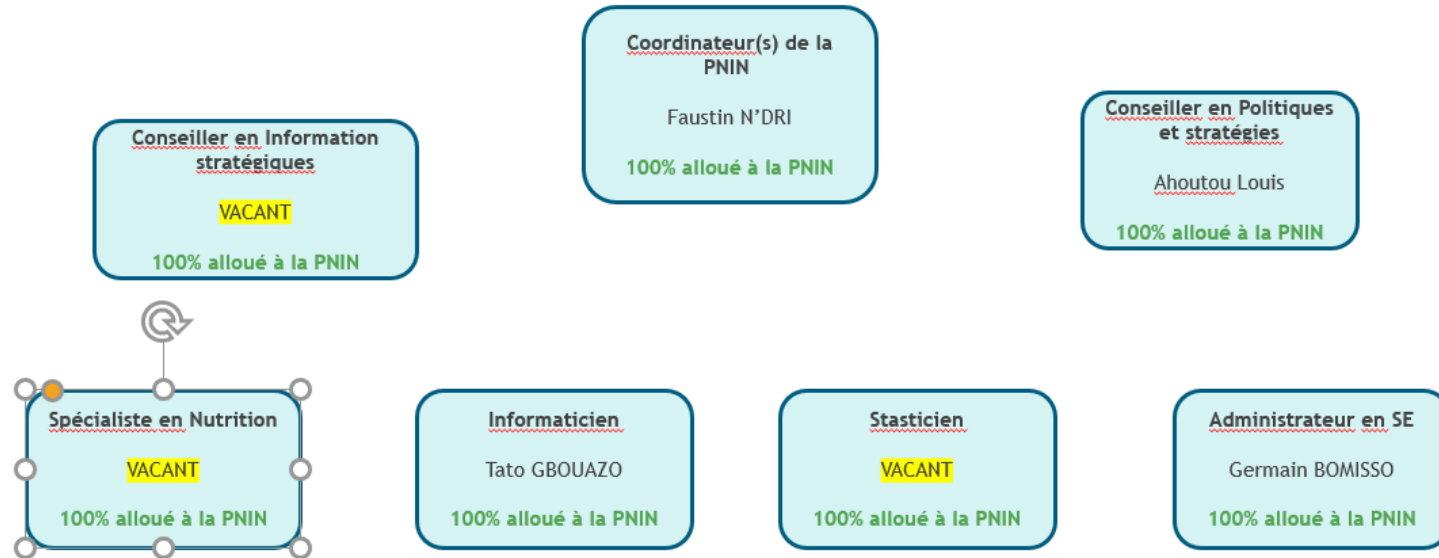 Coordinateur(s) de la
PNIN
Faustin N’DRI
100% alloué à la PNIN
Conseiller en Information
stratégiques
VACANT
100% alloué à la PNIN
Conseiller en Politiques
et stratégies
Ahoutou Louis
100% alloué à la PNIN
Spécialiste en Nutrition
VACANT
100% alloué à la PNIN
Informaticien
Tato GBOUAZO
100% alloué à la PNIN
Stasticien
VACANT
100% alloué à la PNIN
Administrateur en SE
Germain BOMISSO
100% alloué à la PNIN